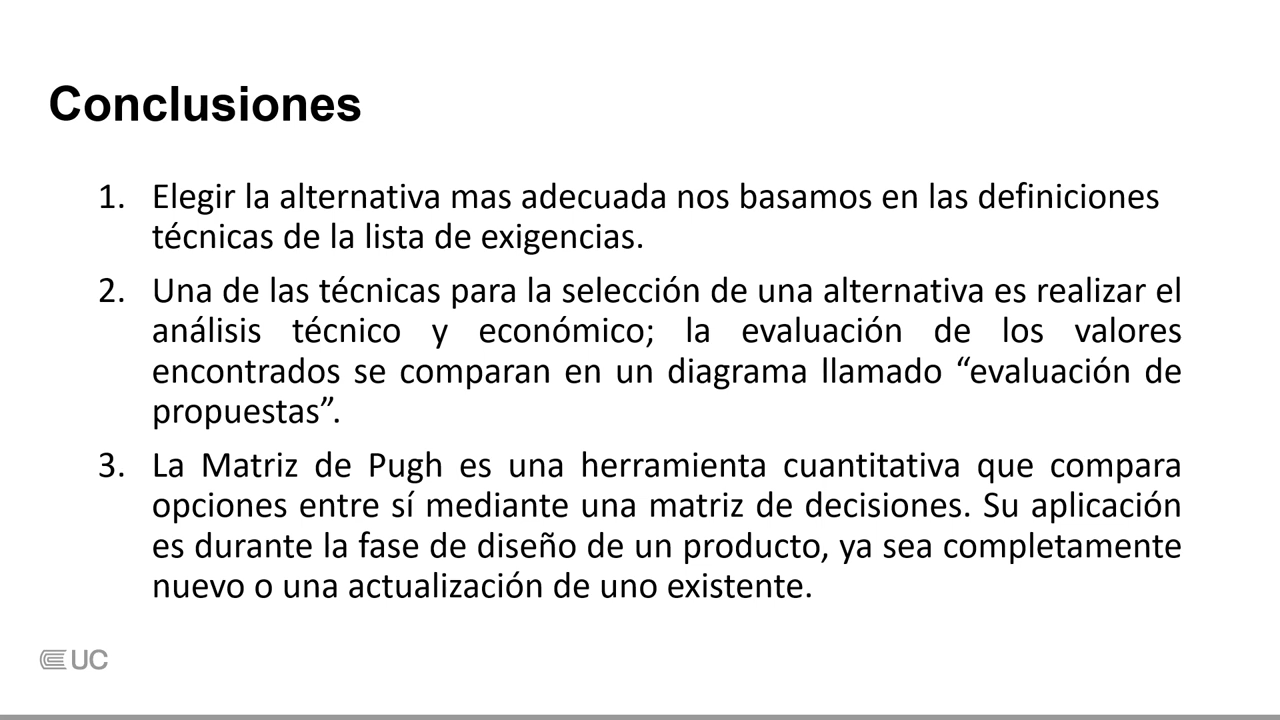 Conclusiones
1. Elegir la alternativa mas adecuada nos basamos en las definiciones
técnicas de la lista de exigencias.
2. Una de las técnicas para la selección de una alternativa es realizar el
análisis técnico y económico; la evaluación de los valores
encontrados se comparan en un diagrama llamado “evaluación de
propuestas”.
3. La Matriz de Pugh es una herramienta cuantitativa que compara
opciones entre sí mediante una matriz de decisiones. Su aplicación
es durante la fase de diseño de un producto, ya sea completamente
nuevo o una actualización de uno existente.
UC